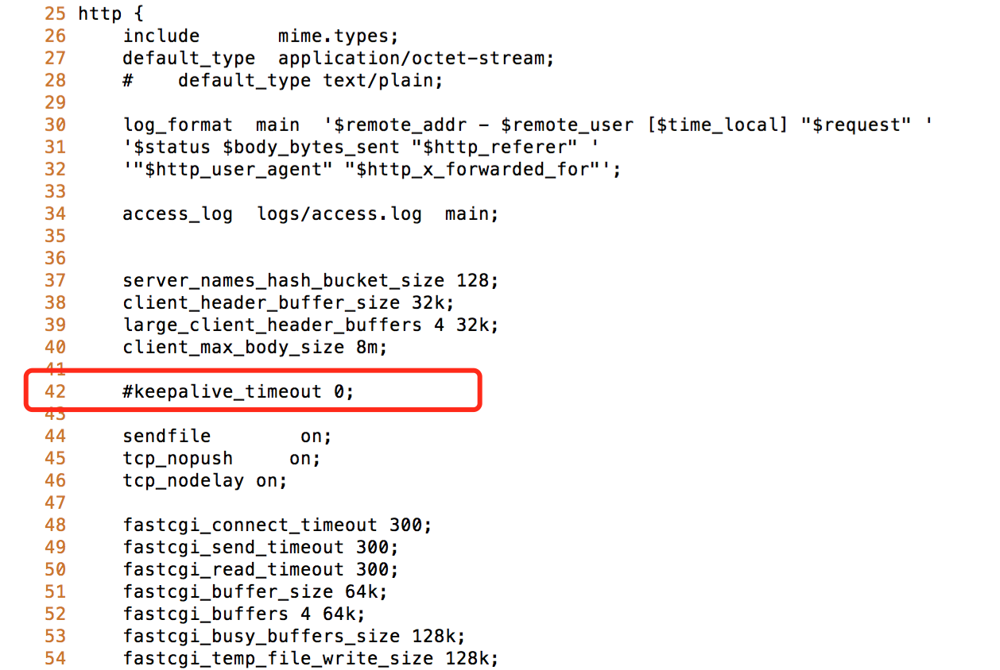 25 http {
26     include       mime.types;
27     default_type  application/octet-stream;
28     #    default_type text/plain;
29
30     log_format  main  '$remote_addr - $remote_user [$time_local] "$request" '
31     '$status $body_bytes_sent "$http_referer" '
32     '"$http_user_agent" "$http_x_forwarded_for"';
33
34     access_log  logs/access.log  main;
35
36
37     server_names_hash_bucket_size 128;
38     client_header_buffer_size 32k;
39     large_client_header_buffers 4 32k;
40     client_max_body_size 8m;
41
42     #keepalive_timeout 0;
43
44     sendfile        on;
45     tcp_nopush     on;
46     tcp_nodelay on;
47
48     fastcgi_connect_timeout 300;
49     fastcgi_send_timeout 300;
50     fastcgi_read_timeout 300;
51     fastcgi_buffer_size 64k;
52     fastcgi_buffers 4 64k;
53     fastcgi_busy_buffers_size 128k;
54     fastcgi_temp_file_write_size 128k;